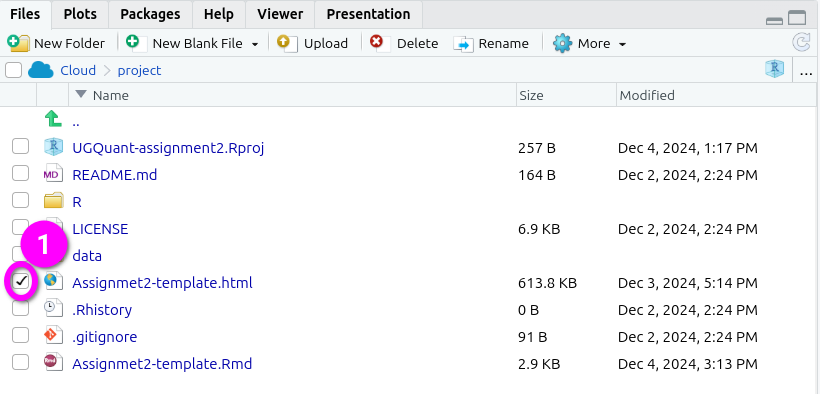 Files Plots Packages Help Viewer Presentation
New Folder New Blank File Upload Delete Rename More
Cloud project R ...
Name Size Modified
..
R UGQuant-assignment2.Rproj 257 B Dec 4, 2024, 1:17 PM
MD README.md 164 B Dec 2, 2024, 2:24 PM
R
LICENSE 6.9 KB Dec 2, 2024, 2:24 PM
1
data
Assignmet2-template.html 613.8 KB Dec 3, 2024, 5:14 PM
.Rhistory 0 B Dec 2, 2024, 2:24 PM
.gitignore 91 B Dec 2, 2024, 2:24 PM
Rmd Assignmet2-template.Rmd 2.9 KB Dec 4, 2024, 3:13 PM